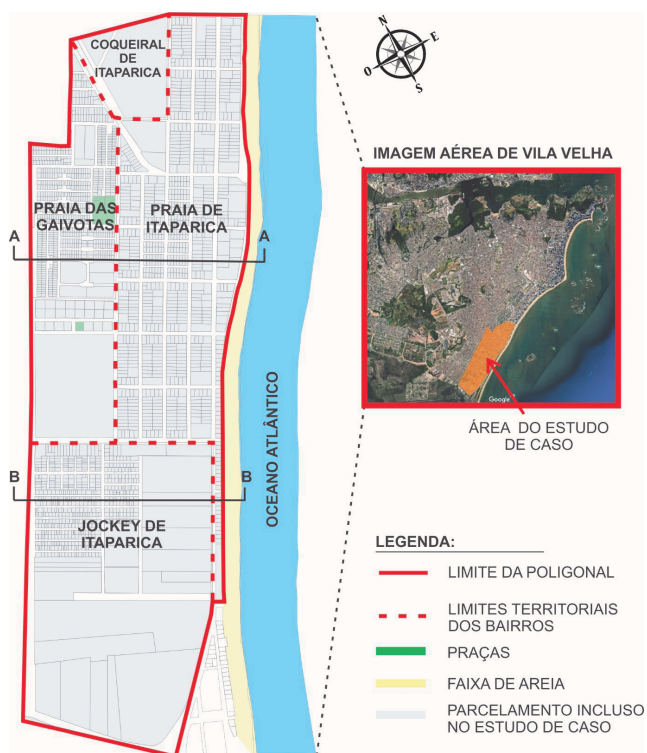 COQUEIRAL
DE
ITAPARICA
N
E
O
S
IMAGEM AÉREA DE VILA VELHA
PRAIA DAS
GAIVOTAS
PRAIA DE
ITAPARICA
A
A
OCEANO ATLÂNTICO
Google
ÁREA DO ESTUDO
DE CASO
B
B
JOCKEY DE
ITAPARICA
LEGENDA:
LIMITE DA POLIGONAL
LIMITES TERRITORIAIS
DOS BAIRROS
PRAÇAS
FAIXA DE AREIA
PARCELAMENTO INCLUSO
NO ESTUDO DE CASO